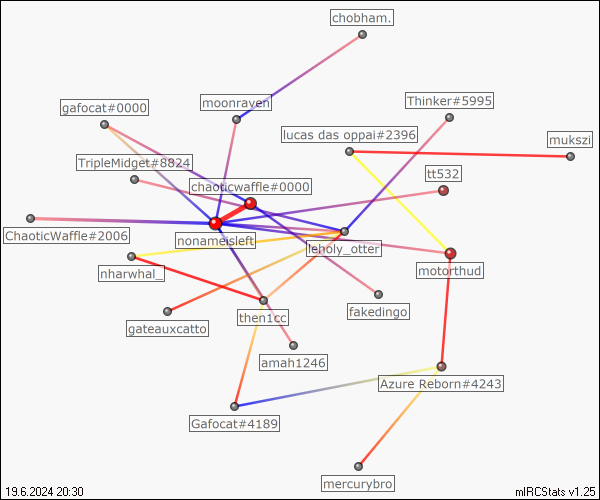 chobham.
gafocat#0000
moonraven
Thinker#5995
lucas das oppai#2396
mukszi
TripleMidget#8824
tt532
chaoticwaffle#0000
ChaoticWaffle#2006
nonameisleft
leholy_otter
nharwhal_
motorthud
fakedingo
then1cc
gateauxcatto
amah1246
Azure Reborn#4243
Gafocat#4189
mercurybro
19.6.2024 20:30
mIRCStats v1.25